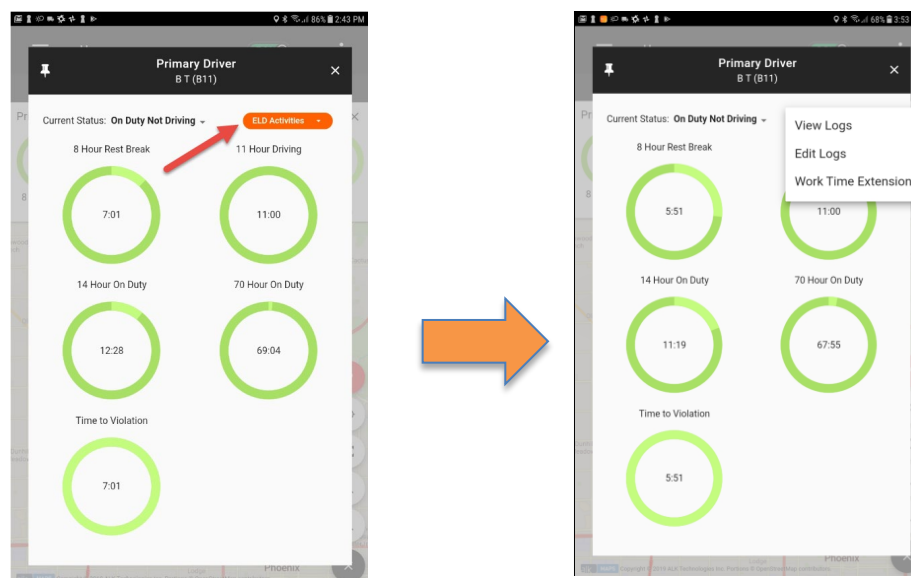 86% 2:43 PM
Primary Driver
B T (B11)
Current Status: On Duty Not Driving
ELD Activities
8 Hour Rest Break
11 Hour Driving
7:01
11:00
14 Hour On Duty
70 Hour On Duty
12:28
69:04
Time to Violation
7:01
Phoenix
68% 3:53
Primary Driver
B T (B11)
Current Status: On Duty Not Driving
View Logs
Edit Logs
Work Time Extension
8 Hour Rest Break
5:51
11:00
14 Hour On Duty
70 Hour On Duty
11:19
67:55
Time to Violation
5:51
Phoenix